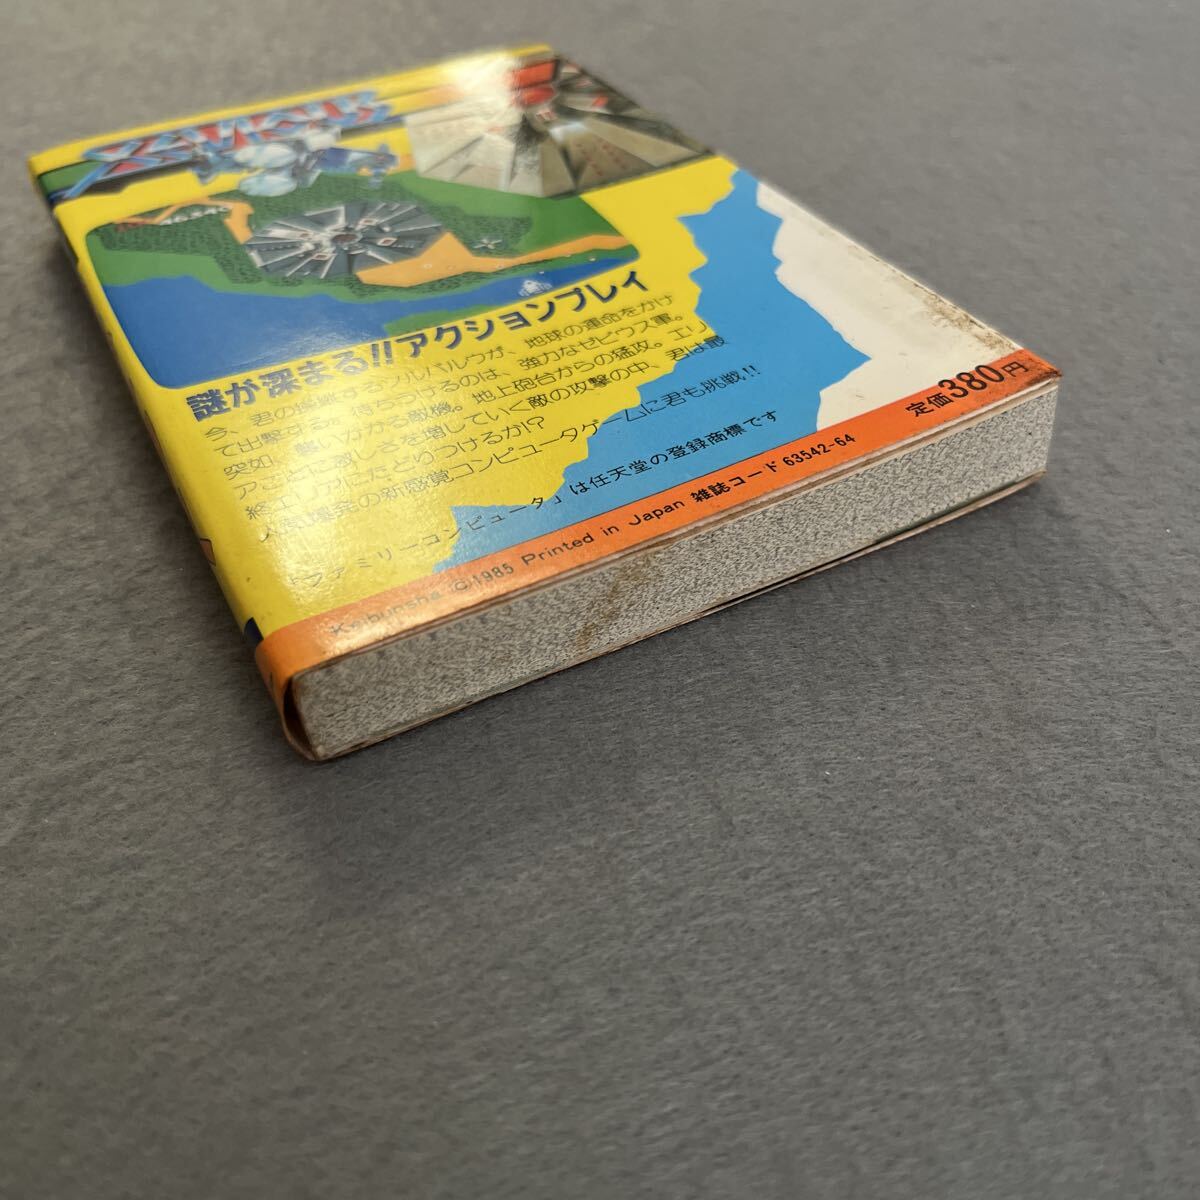 XEVIOUS
謎が深まる!!アクションプレイ
今、君の操縦するソルバルウが、地球の運命をかけ
て出撃する。待ちうけるのは、強力なゼビウス軍。
突如、襲いかかる敵機。地上砲台からの猛攻。エリ
アごとに激しさを増していく敵の攻撃の中、君は最
終エリアにたどりつけるか!?
人気爆発の新感覚コンピュータゲームに君も挑戦!!
「ファミリーコンピュータ」は任天堂の登録商標です
Keibunsha ©1985 Printed in Japan 雑誌コード 63542-64 定価380円